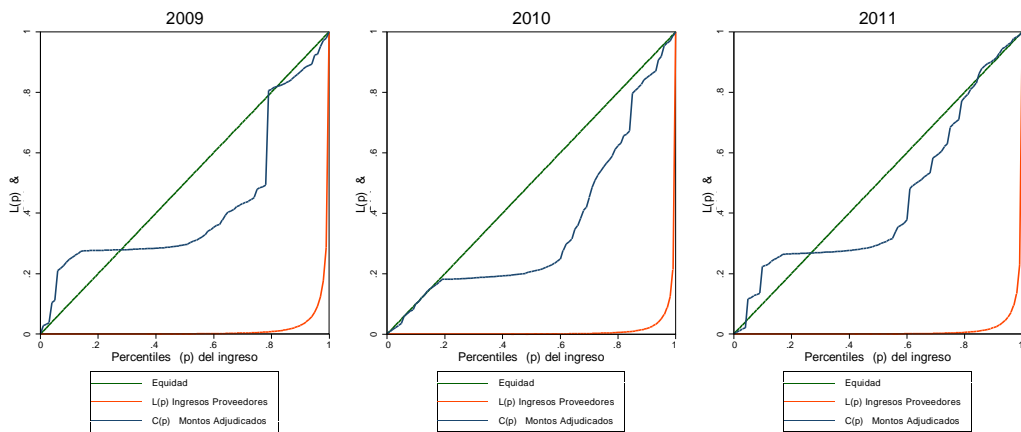 2009
1
.8
.6
.4
.2
0
L(p) &
0 .2 .4 .6 .8 1
Percentiles (p) del ingreso
Equidad
L(p) Ingresos Proveedores
C(p) Montos Adjudicados
2010
1
.8
.6
.4
.2
0
L(p) &
0 .2 .4 .6 .8 1
Percentiles (p) del ingreso
Equidad
L(p) Ingresos Proveedores
C(p) Montos Adjudicados
2011
1
.8
.6
.4
.2
0
L(p) &
0 .2 .4 .6 .8 1
Percentiles (p) del ingreso
Equidad
L(p) Ingresos Proveedores
C(p) Montos Adjudicados